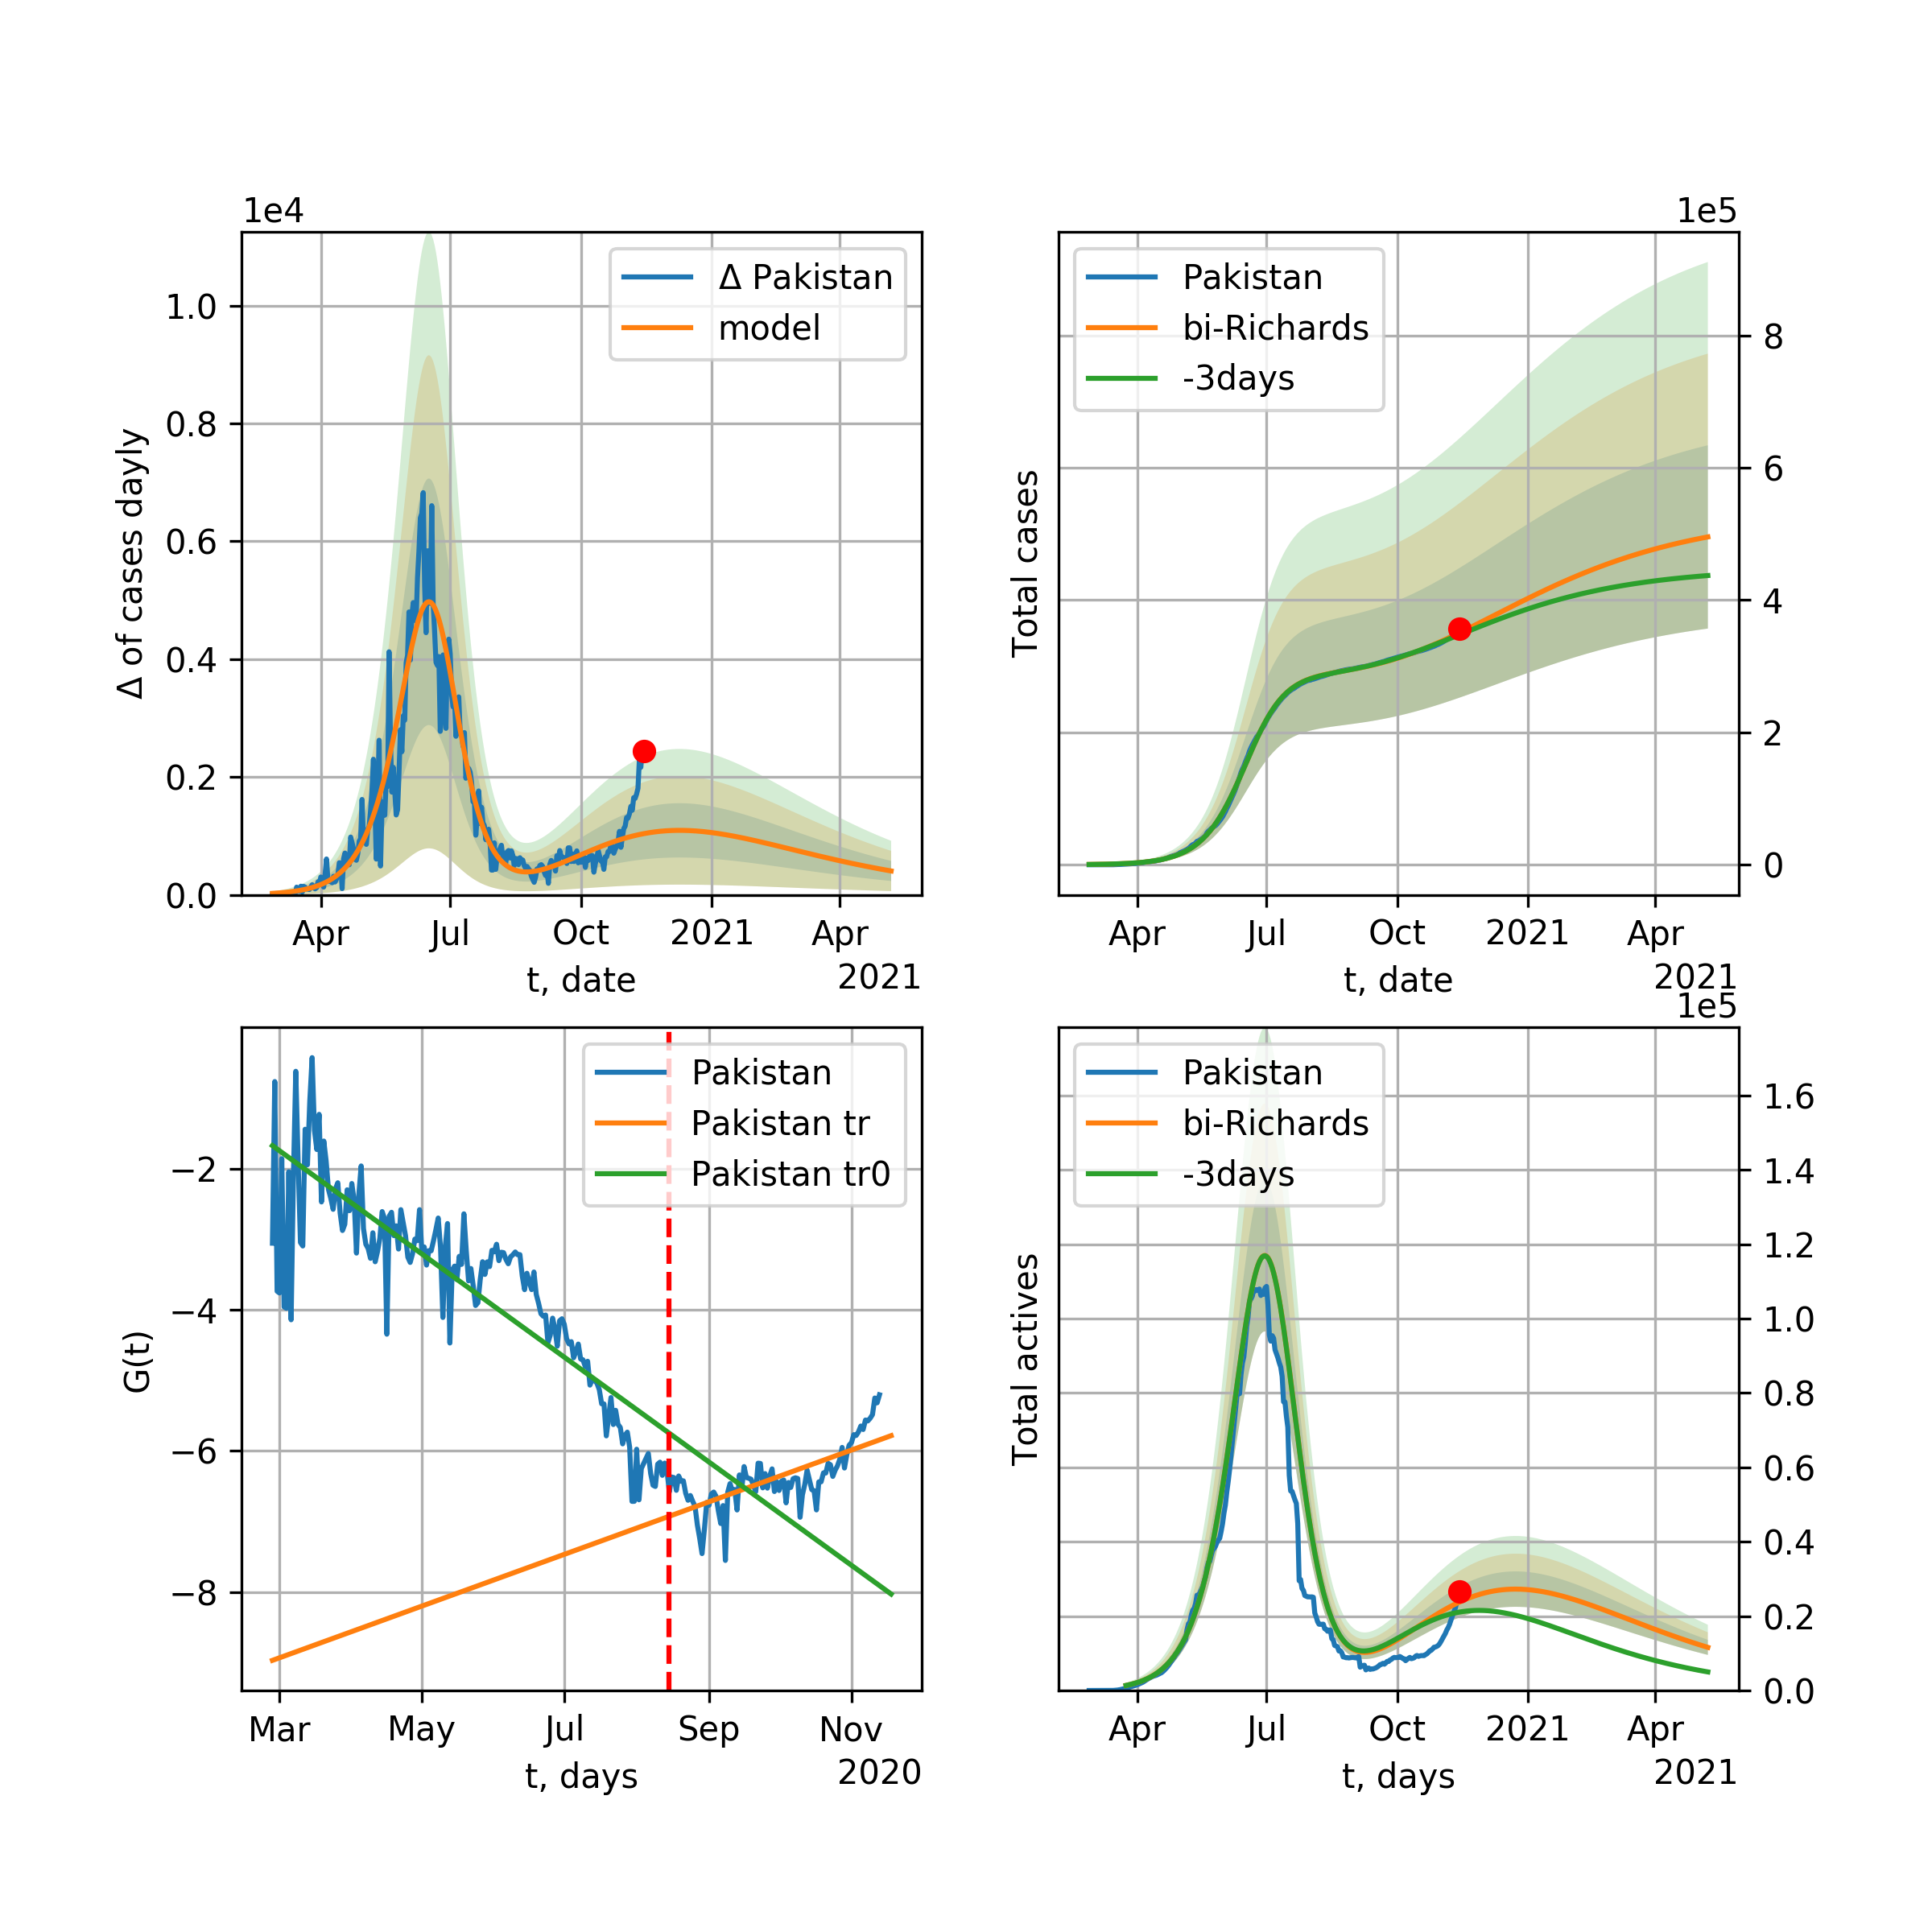 1e4
Δ of cases dayly
1.0
0.8
0.6
0.4
0.2
0.0
Δ Pakistan
model
Apr Jul Oct 2021 Apr
t, date
2021
1e5
Total cases
Pakistan
bi-Richards
-3days
8
6
4
2
0
Apr Jul Oct 2021 Apr
t, date
2021
G(t)
−2
−4
−6
−8
Pakistan
Pakistan tr
Pakistan tr0
Mar May Jul Sep Nov
t, days
2020
1e5
Total actives
Pakistan
bi-Richards
-3days
1.6
1.4
1.2
1.0
0.8
0.6
0.4
0.2
0.0
Apr Jul Oct 2021 Apr
t, days
2021